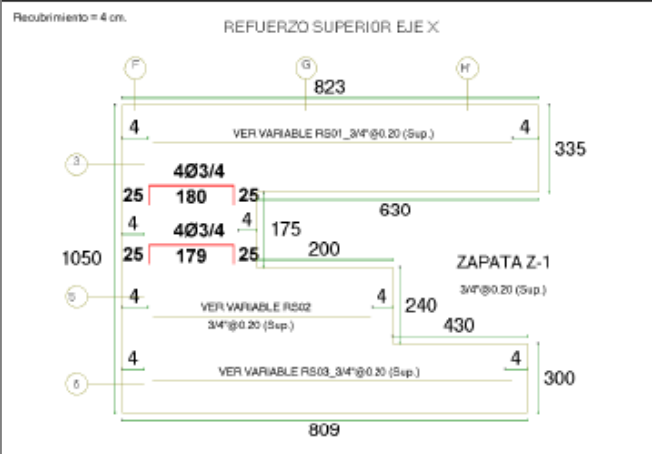 Recubrimiento = 4 cm.
REFUERZO SUPERIOR EJE X
F
G
H'
823
4
VER VARIABLE RS01_3/4"@0.20 (Sup.)
4
335
3
4Ø3/4
25
180
25
630
4
4Ø3/4
4
175
1050
25
179
25
200
ZAPATA Z-1
3/4"@0.20 (Sup.)
5
4
VER VARIABLE RS02
4
240
3/4"@0.20 (Sup.)
430
4
VER VARIABLE RS03_3/4"@0.20 (Sup.)
4
300
6
809